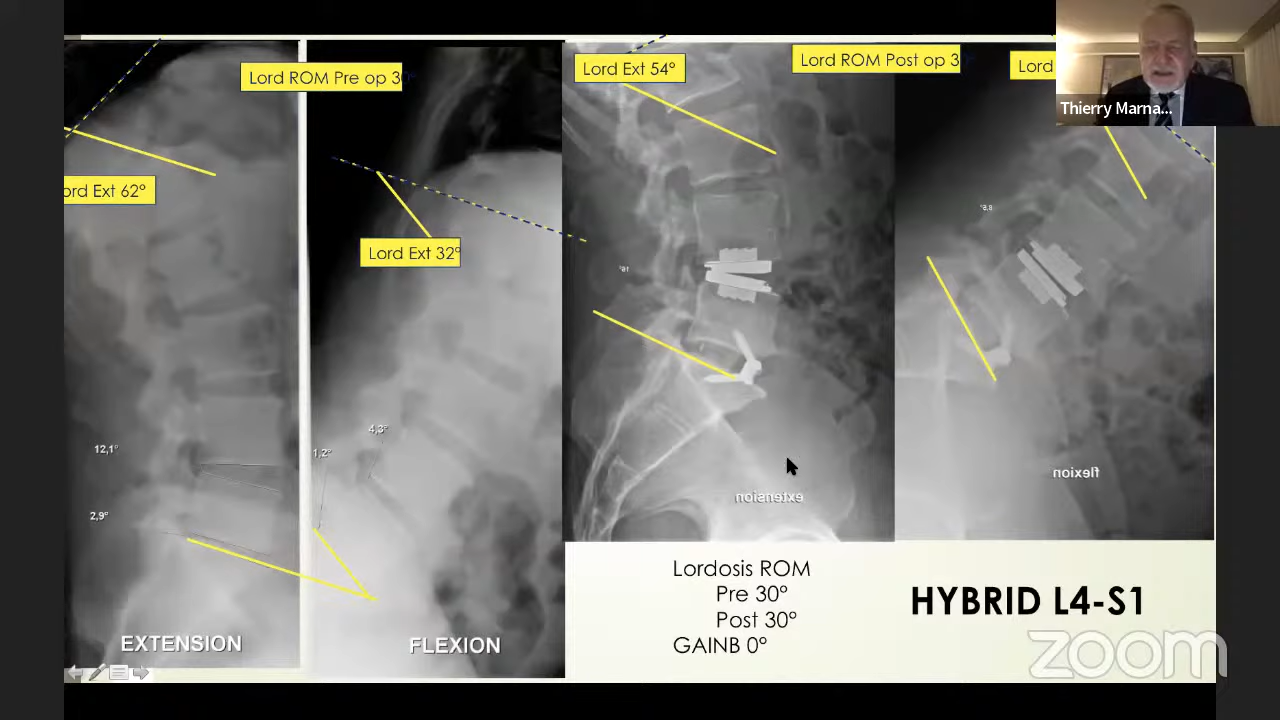 Lord ROM Pre op 30°
Lord Ext 54°
Lord ROM Post op 3
Lord
Thierry Marna...
ord Ext 62°
Lord Ext 32°
12,1°
2,9°
4,3°
1,2°
extension
flexion
EXTENSION
FLEXION
Lordosis ROM
Pre 30°
Post 30°
GAINB 0°
HYBRID L4-S1
zoom